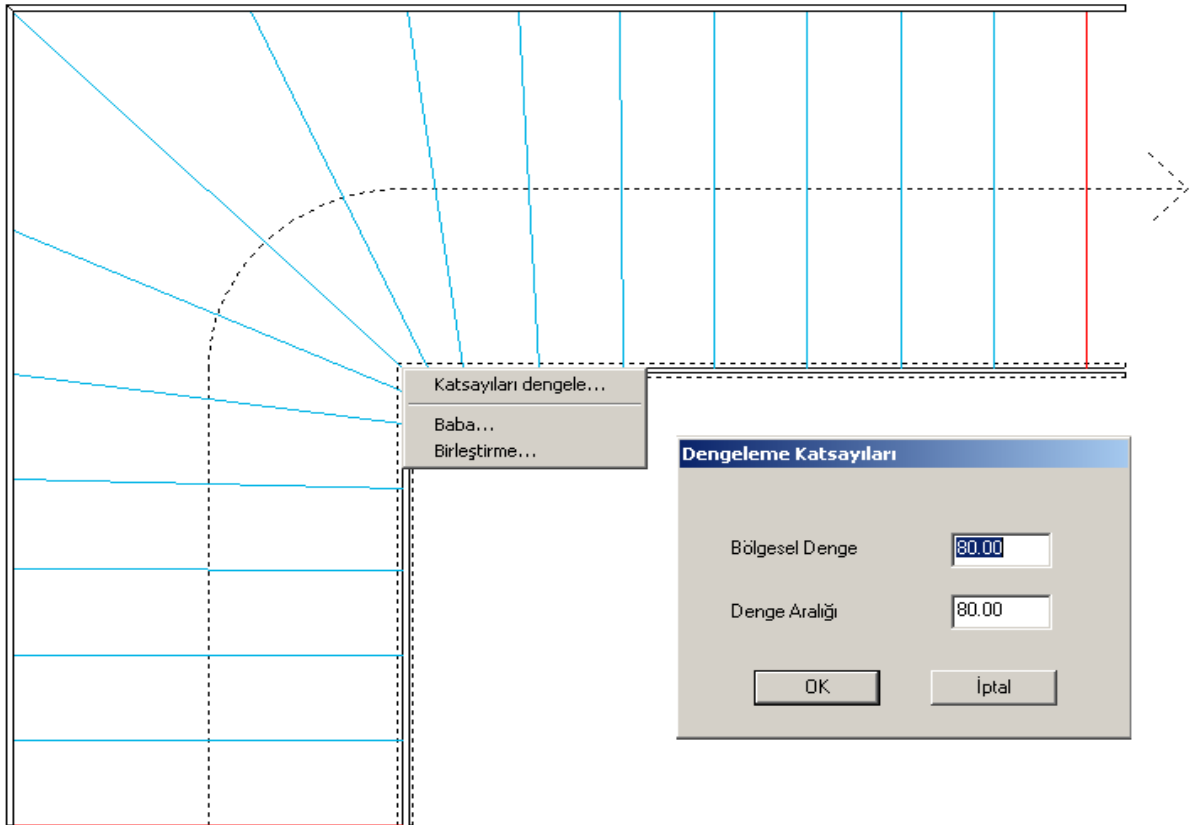 Katsayıları dengele...
Baba...
Birleştirme...
Dengeleme Katsayıları
Bölgesel Denge 80.00
Denge Aralığı 80.00
OK İptal